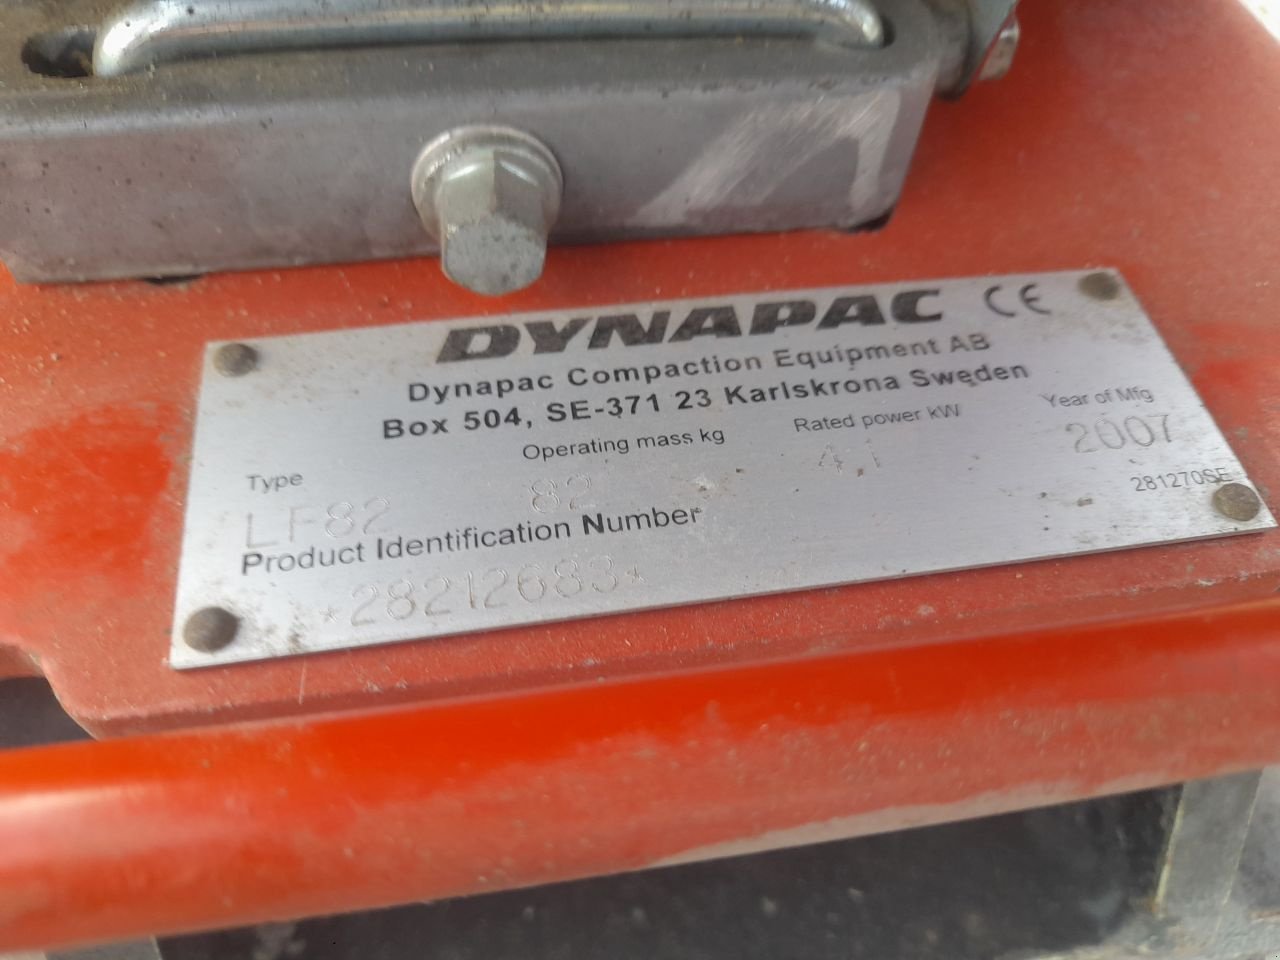 DYNAPAC CE
Dynapac Compaction Equipment AB
Box 504, SE-371 23 Karlskrona Sweden
Type Operating mass kg Rated power kW Year of Mfg
LF82 82 4,1 2007
281270SE
Product Identification Number
*28212683*